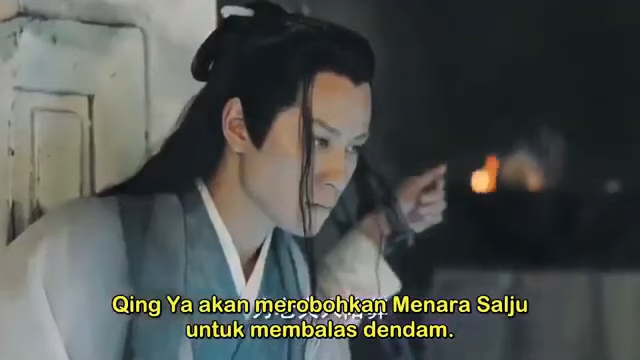 Qing Ya akan merobohkan Menara Salju
untuk membalas dendam.